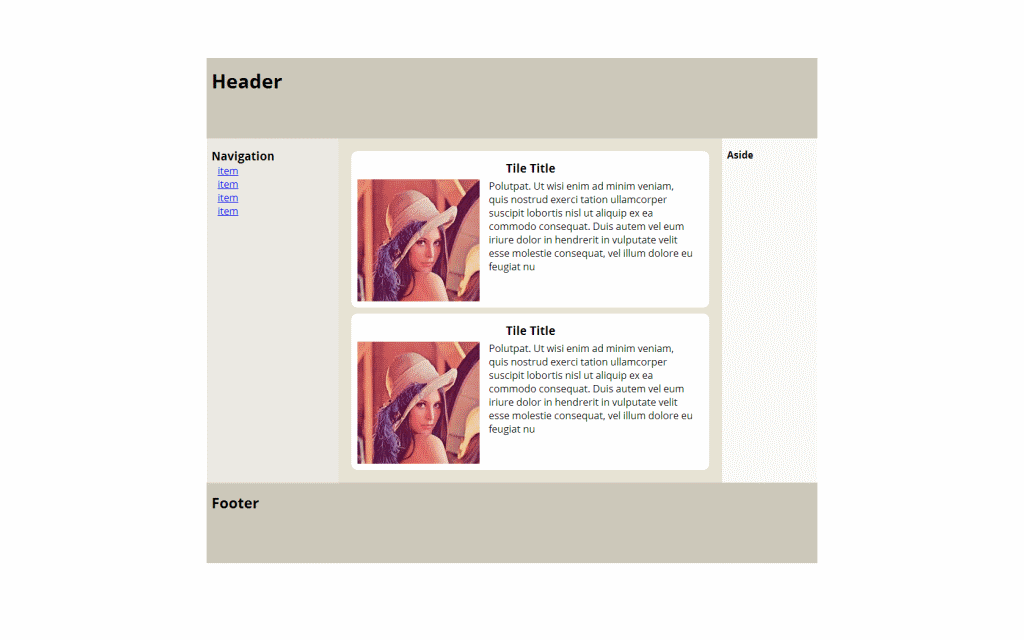 Header
Navigation
item
item
item
item
Tile Title
Polutpat. Ut wisi enim ad minim veniam,
quis nostrud exerci tation ullamcorper
suscipit lobortis nisl ut aliquip ex ea
commodo consequat. Duis autem vel eum
iriure dolor in hendrerit in vulputate velit
esse molestie consequat, vel illum dolore eu
feugiat nu
Tile Title
Polutpat. Ut wisi enim ad minim veniam,
quis nostrud exerci tation ullamcorper
suscipit lobortis nisl ut aliquip ex ea
commodo consequat. Duis autem vel eum
iriure dolor in hendrerit in vulputate velit
esse molestie consequat, vel illum dolore eu
feugiat nu
Aside
Footer